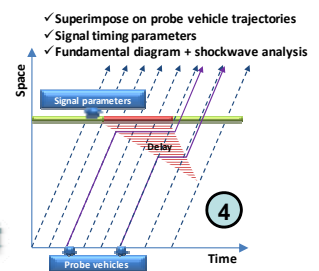 ✓Superimpose on probe vehicle trajectories
✓Signal timing parameters
✓Fundamental diagram + shockwave analysis
Space
Signal parameters
Delay
4
Time
Probe vehicles